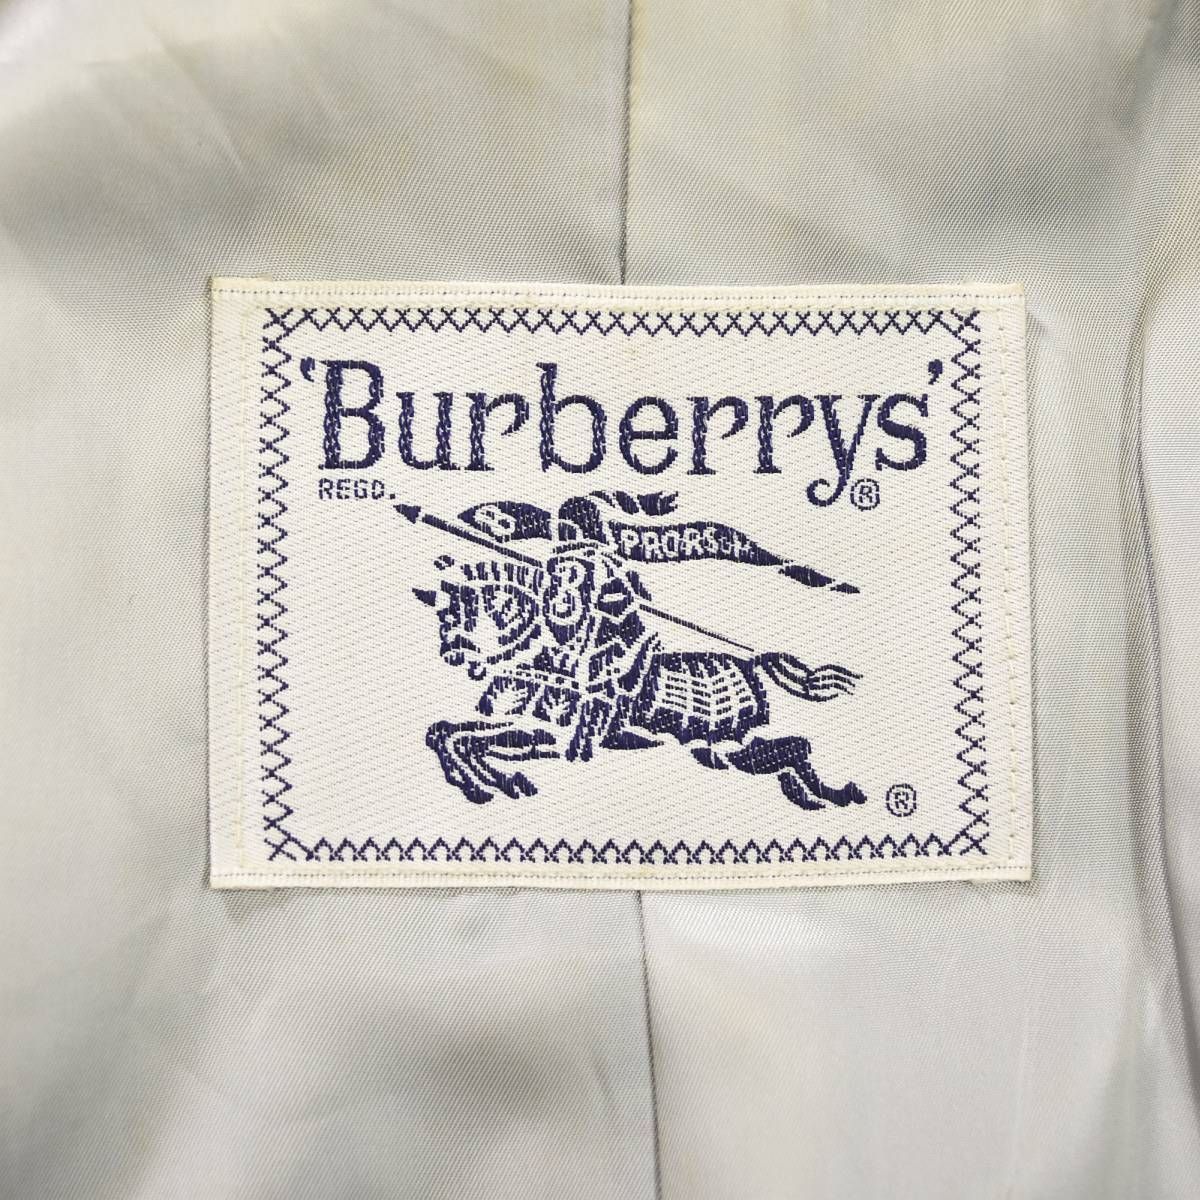 'Burberrys'
REGD. ®
B PRORSUM
B
®